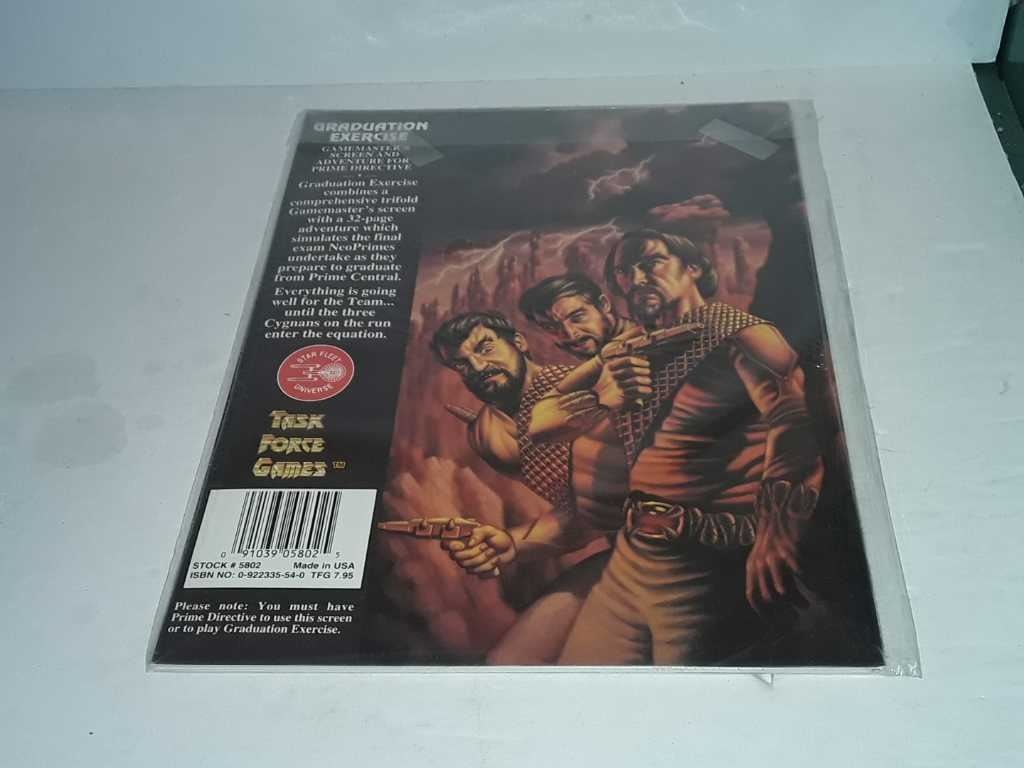 GRADUATION
EXERCISE
GAMEMASTER'S
SCREEN AND
ADVENTURE FOR
PRIME DIRECTIVE
Graduation Exercise
combines a
comprehensive trifold
Gamemaster's screen
with a 32-page
adventure which
simulates the final
exam NeoPrimes
undertake as they
prepare to graduate
from Prime Central.
Everything is going
well for the Team...
until the three
Cygnans on the run
enter the equation.
STAR FLEET
UNIVERSE
TASK
FORCE
GAMES ™
0 91039 05802 5
STOCK # 5802 Made in USA
ISBN NO: 0-922335-54-0 TFG 7.95
Please note: You must have
Prime Directive to use this screen
or to play Graduation Exercise.